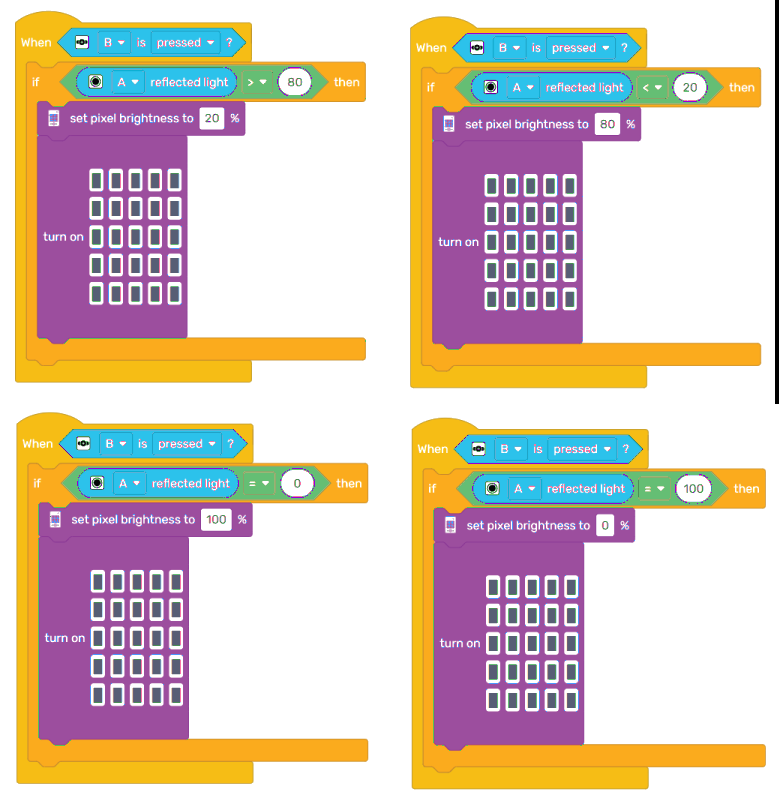 When B is pressed ?
if A reflected light > 80 then
set pixel brightness to 20 %
turn on
When B is pressed ?
if A reflected light < 20 then
set pixel brightness to 80 %
turn on
When B is pressed ?
if A reflected light = 0 then
set pixel brightness to 100 %
turn on
When B is pressed ?
if A reflected light = 100 then
set pixel brightness to 0 %
turn on